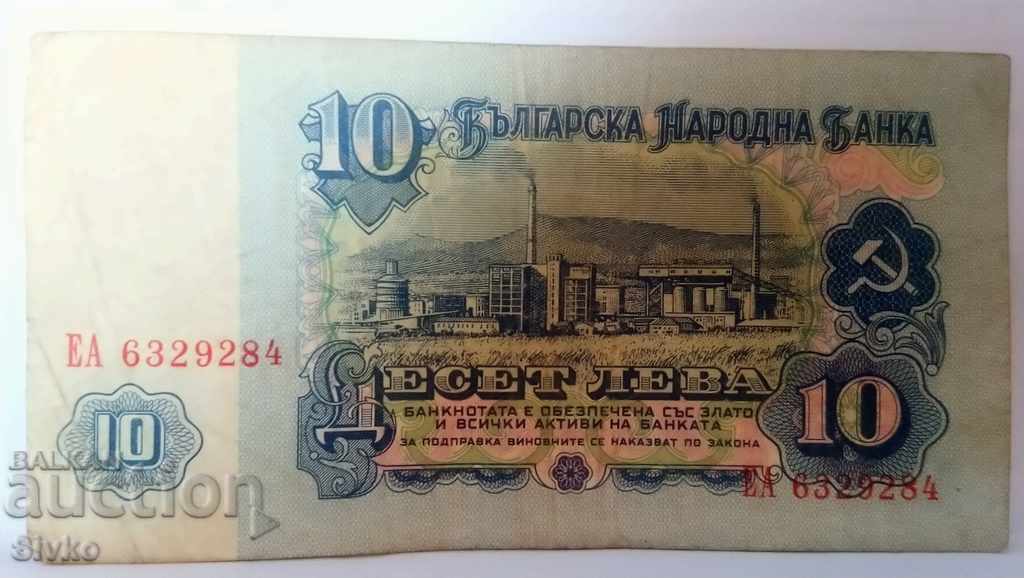 10
Българска Народна Банка
ЕА 6329284
10
Десет лева
10
БАНКНОТАТА Е ОБЕЗПЕЧЕНА СЪС ЗЛАТО
И ВСИЧКИ АКТИВИ НА БАНКАТА
ЗА ПОДПРАВКА ВИНОВНИТЕ СЕ НАКАЗВАТ ПО ЗАКОНА
ЕА 6329284
BALKAN
auction
Slvko